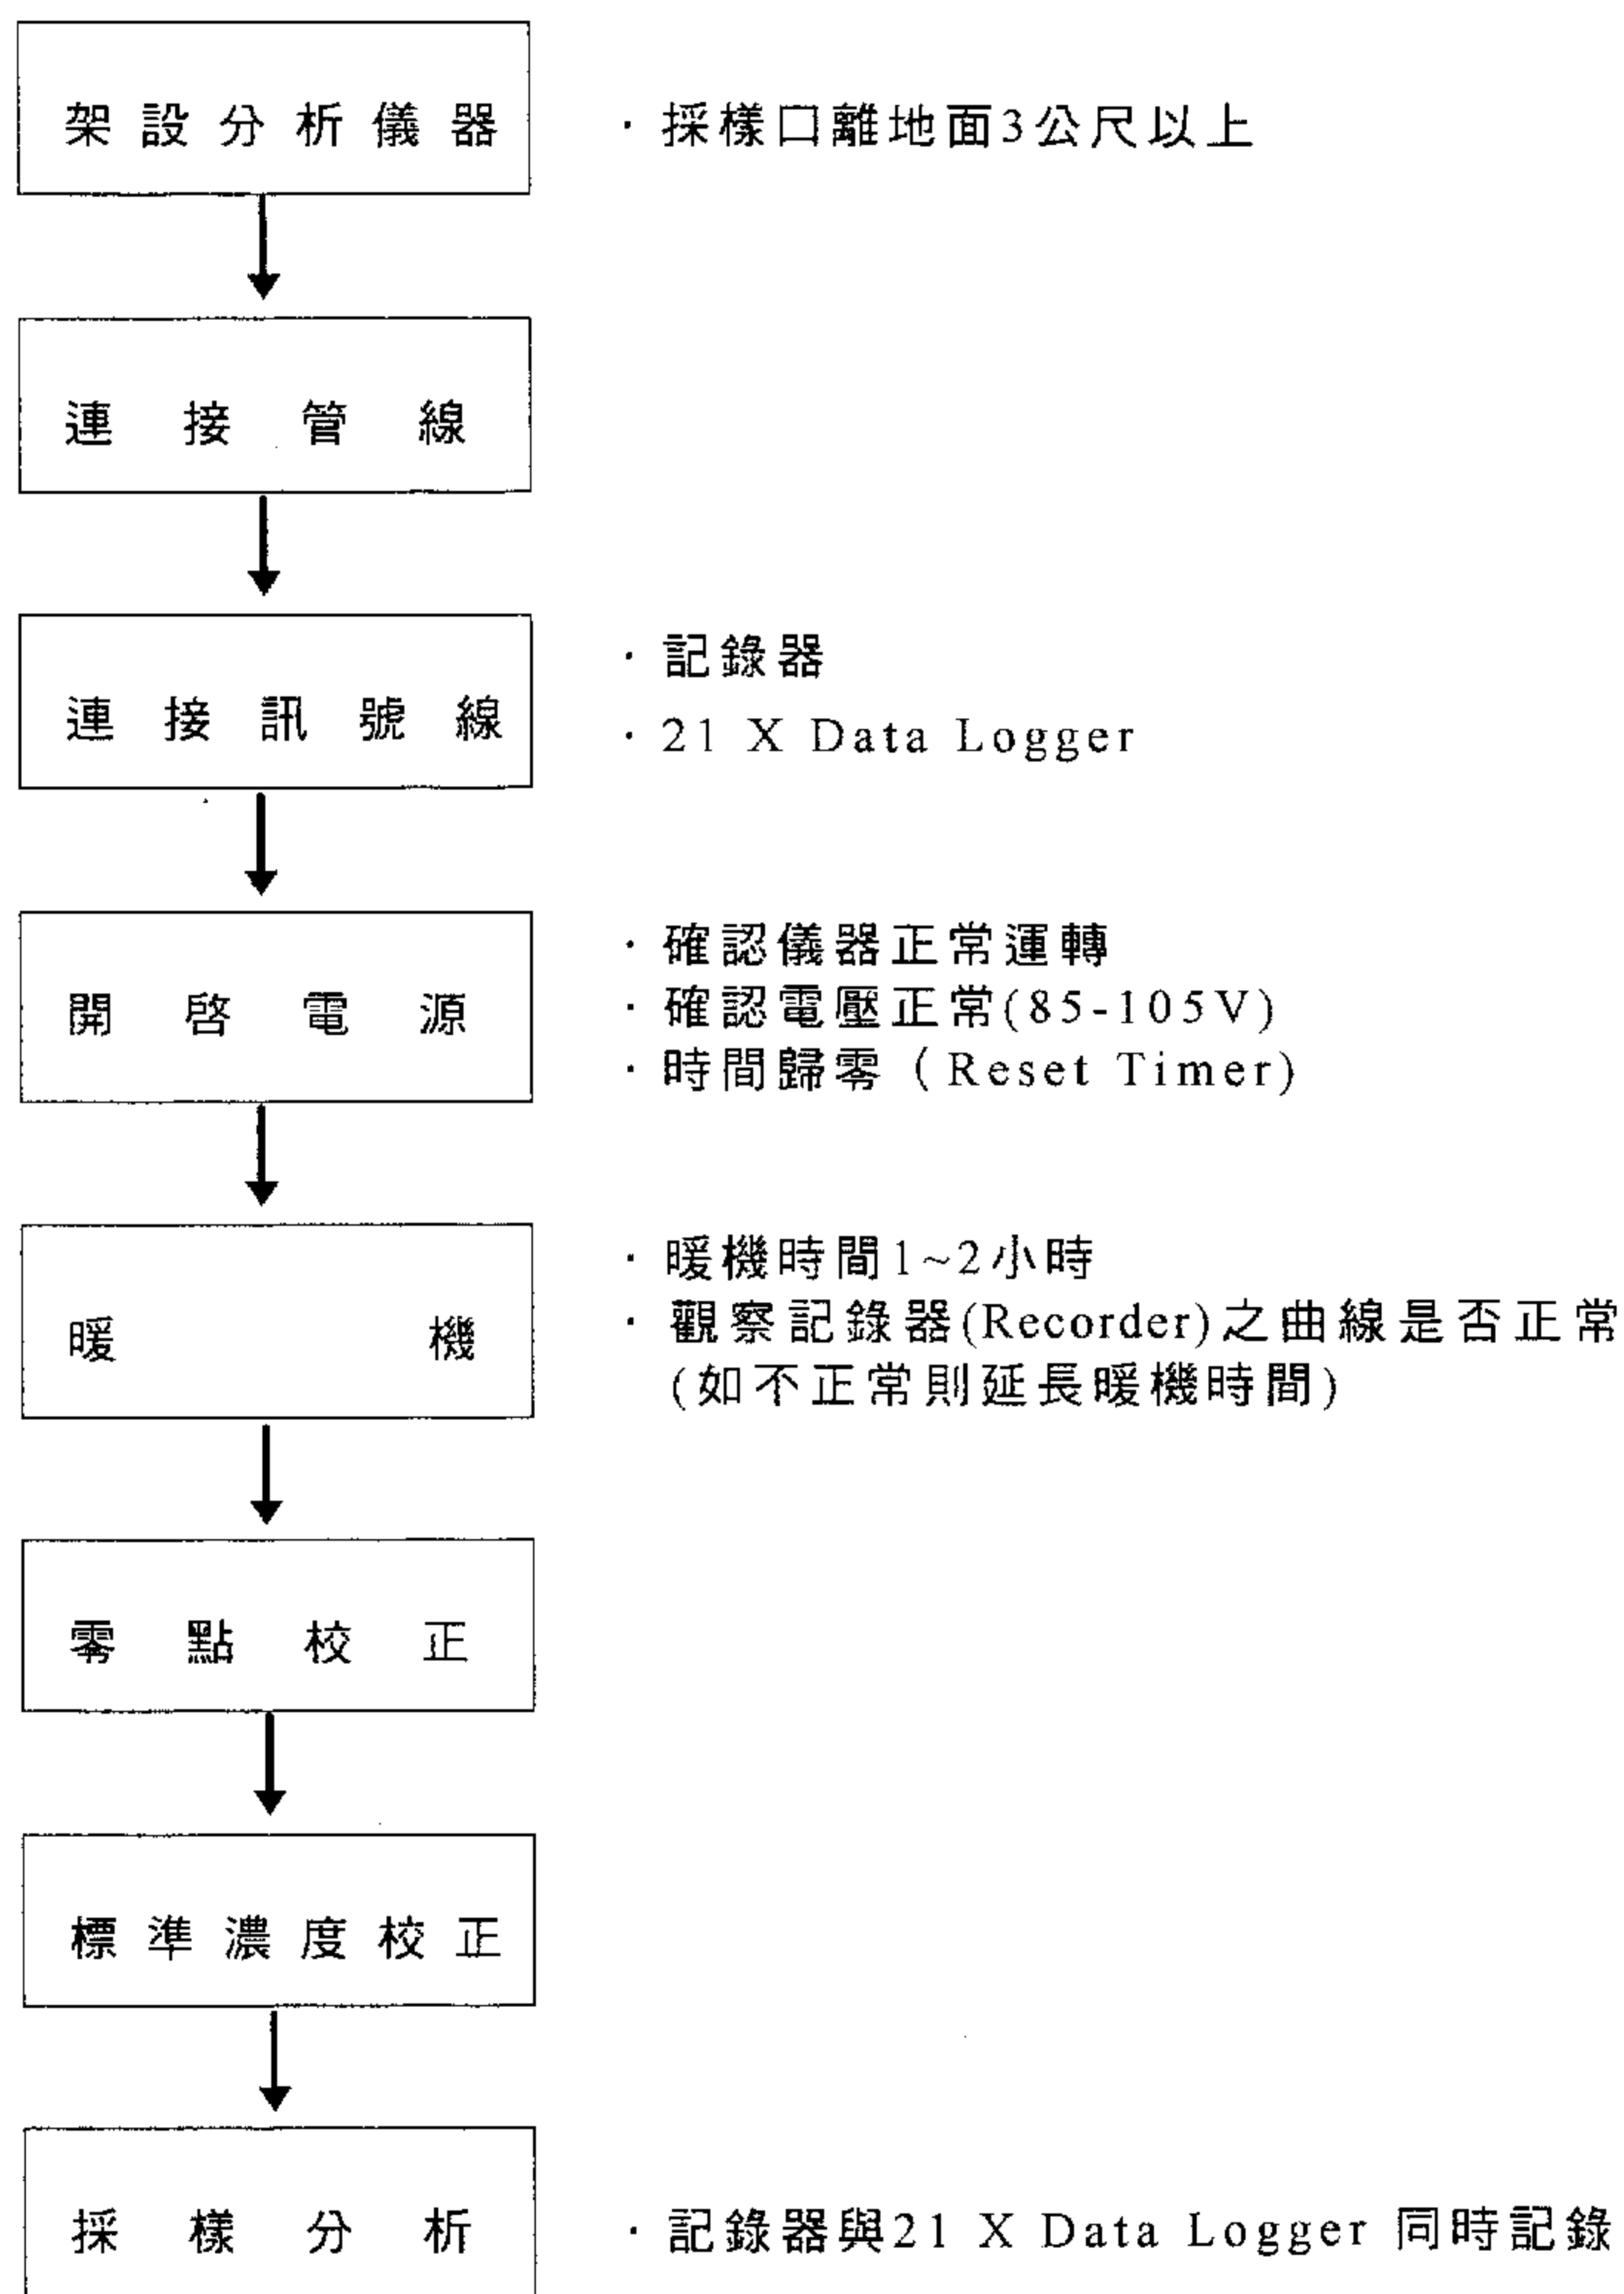 架設分析儀器
・採樣口離地面3公尺以上
連接管線
連接訊號線
・記錄器
・21 X Data Logger
開啓電源
・確認儀器正常運轉
・確認電壓正常(85-105V)
・時間歸零（Reset Timer)
暖機
・暖機時間1~2小時
・觀察記錄器(Recorder)之曲線是否正常
(如不正常則延長暖機時間)
零點校正
標準濃度校正
採樣分析
・記錄器與21 X Data Logger 同時記錄